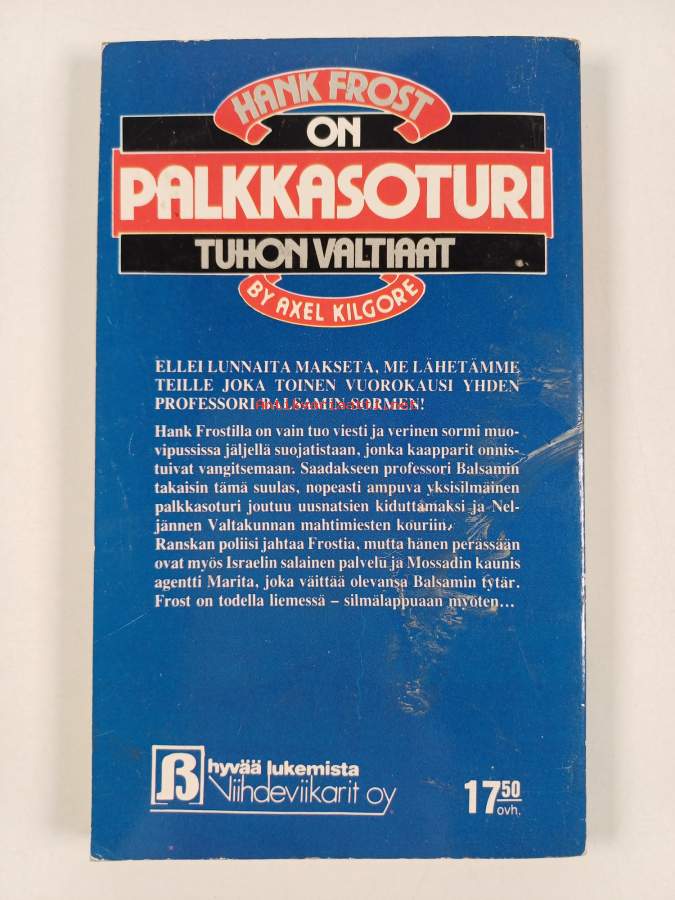 HANK FROST
ON
PALKKASOTURI
TUHON VALTIAAT
BY AXEL KILGORE
ELLEI LUNNAITA MAKSETA, ME LÄHETÄMME
TEILLE JOKA TOINEN VUOROKAUSI YHDEN
PROFESSORI BALSAMIN SORMEN!
Hank Frostilla on vain tuo viesti ja verinen sormi muo-
vipussissa jäljellä suojatistaan, jonka kaapparit onnis-
tuivat vangitsemaan. Saadakseen professori Balsamin
takaisin tämä suulas, nopeasti ampuva yksisilmäinen
palkkasoturi joutuu uusnatsien kiduttamaksi ja Nel-
jännen Valtakunnan mahtimiesten kouriin.
Ranskan poliisi jahtaa Frostia, mutta hänen perässään
ovat myös Israelin salainen palvelu ja Mossadin kaunis
agentti Marita, joka väittää olevansa Balsamin tytär.
Frost on todella liemessä – silmälappuaan myöten...
hyvää lukemista
Viihdeviikarit oy
17 50
ovh.